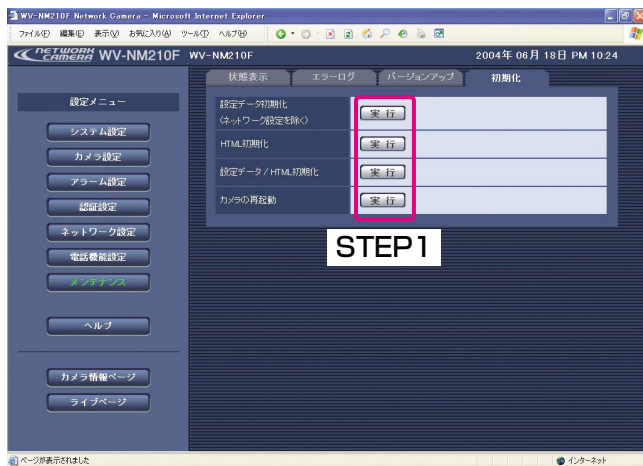 WV-NM210F Network Camera - Microsoft Internet Explorer
ファイル(F) 編集(E) 表示(V) お気に入り(A) ツール(T) ヘルプ(H)
NETWORK CAMERA WV-NM210F WV-NM210F 2004年 06月 18日 PM 10:24
状態表示 エラーログ バージョンアップ 初期化
設定メニュー
システム設定
カメラ設定
アラーム設定
認証設定
ネットワーク設定
電話機能設定
メンテナンス
ヘルプ
カメラ情報ページ
ライブページ
設定データ初期化
(ネットワーク設定を除く)
実 行
HTML初期化
実 行
設定データ / HTML初期化
実 行
カメラの再起動
実 行
STEP1
ページが表示されました
インターネット